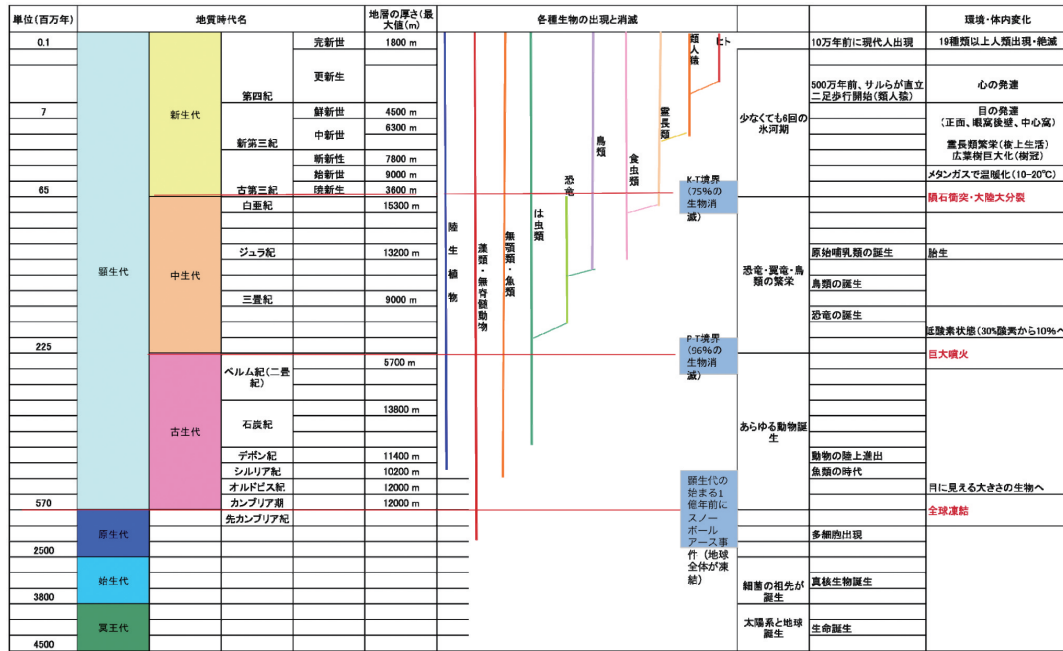 単位(百万年)
地質時代名
地層の厚さ(最大値(m)
各種生物の出現と消滅
環境・体内変化
0.1
完新世
1800 m
類人猿
ヒト
10万年前に現代人出現
19種類以上人類出現・絶滅
更新生
第四紀
500万年前、サルらが直立
二足歩行開始(類人猿)
心の発達
7
新生代
鮮新世
4500 m
少なくても6回の
氷河期
目の発達
(正面、眼窩後壁、中心窩)
中新世
6300 m
新第三紀
霊長類
霊長類繁栄(樹上生活)
広葉樹巨大化(樹冠)
鳥類
食虫類
斬新性
7800 m
始新世
9000 m
メタンガスで温暖化(10-20℃)
65
古第三紀
暁新生
3600 m
恐竜
K-T境界
(75%の
生物消
滅)
隕石衝突・大陸大分裂
白亜紀
15300 m
陸生植物
藻類・無脊髄動物
無顎類・魚類
は虫類
顕生代
中生代
ジュラ紀
13200 m
恐竜・翼竜・鳥
類の繁栄
原始哺乳類の誕生
胎生
鳥類の誕生
三畳紀
9000 m
恐竜の誕生
低酸素状態(30%酸素から10%へ
225
P-T境界
(96%の
生物消
滅)
巨大噴火
5700 m
ペルム紀(二畳
紀)
古生代
13800 m
石炭紀
あらゆる動物誕
生
デボン紀
11400 m
動物の陸上進出
シルリア紀
10200 m
魚類の時代
オルドビス紀
12000 m
目に見える大きさの生物へ
570
カンブリア期
12000 m
顕生代の
始まる1
億年前に
スノー
ボール
アース事
件(地球
全体が凍
結)
全球凍結
先カンブリア紀
原生代
多細胞出現
2500
始生代
細菌の祖先が
誕生
真核生物誕生
3800
冥王代
太陽系と地球
誕生
生命誕生
4500